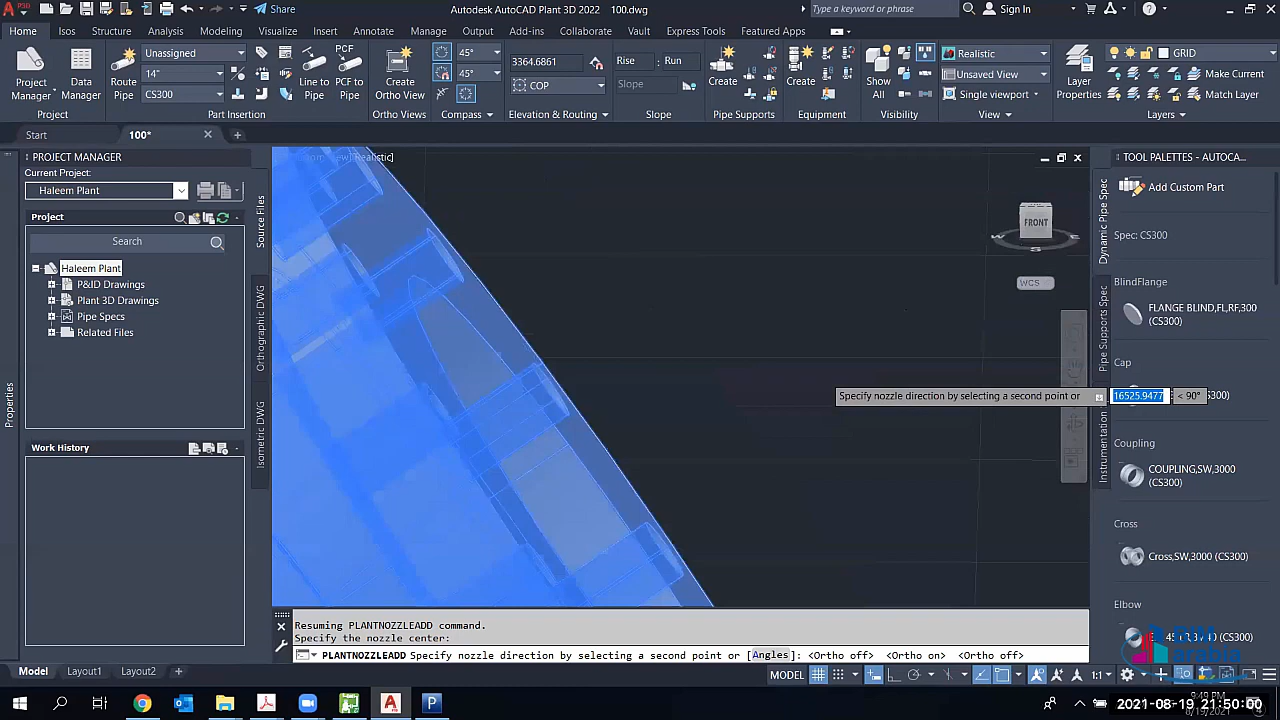 Share
Autodesk AutoCAD Plant 3D 2022 100.dwg
Type a keyword or phrase
Sign In
Home Isos Structure Analysis Modeling Output Visualize Insert Annotate Manage Add-ins Collaborate Vault Express Tools Featured Apps
Project Manager
Data Manager
Project
Route Pipe
Unassigned
14"
CS300
Line to Pipe
PCF to Pipe
Part Insertion
Create Ortho View
Ortho Views
45°
45°
Compass
3364.6861
COP
Elevation & Routing
Rise : Run
Slope
Slope
Create
Pipe Supports
Create
Equipment
Show All
Visibility
Realistic
Unsaved View
Single viewport
View
Layer Properties
GRID
Make Current
Match Layer
Layers
Start
100*
PROJECT MANAGER
Current Project:
Haleem Plant
Project
Search
Haleem Plant
P&ID Drawings
Plant 3D Drawings
Pipe Specs
Related Files
Work History
Properties
Source Files
Orthographic DWG
Isometric DWG
[Realistic]
FRONT
WCS
Specify nozzle direction by selecting a second point or
16525.9477
< 90°
TOOL PALETTES - AUTOCA...
Dynamic Pipe Spec
Pipe Supports Spec
Instrumentation
Add Custom Part
Spec: CS300
BlindFlange
FLANGE BLIND,FL,RF,300
(CS300)
Cap
Coupling
COUPLING,SW,3000
(CS300)
Cross
Cross,SW,3000 (CS300)
Elbow
Resuming PLANTNOZZLEADD command.
Specify the nozzle center:
PLANTNOZZLEADD Specify nozzle direction by selecting a second point or [Angles]: <Ortho off> <Ortho on> <Ortho off>
Model Layout1 Layout2 +
MODEL
1:1
9:49 PM
2021-08-19 21:50:00